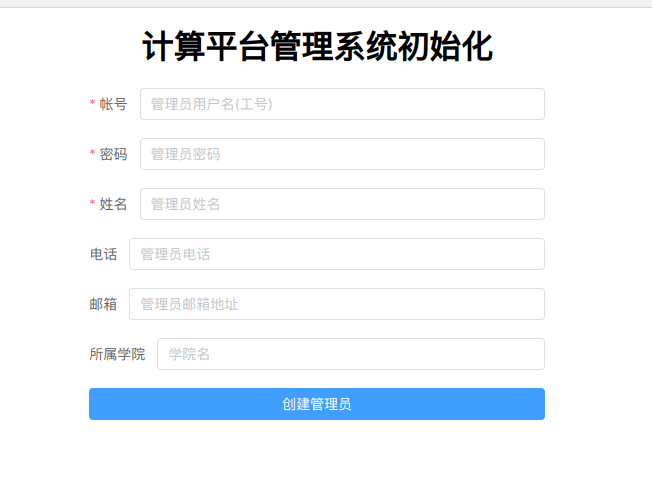 计算平台管理系统初始化
* 帐号 管理员用户名(工号)
* 密码 管理员密码
* 姓名 管理员姓名
电话 管理员电话
邮箱 管理员邮箱地址
所属学院 学院名
创建管理员